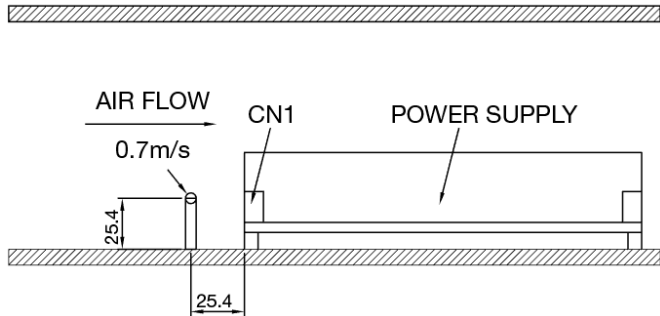 AIR FLOW
CN1
POWER SUPPLY
0.7m/s
25.4
25.4